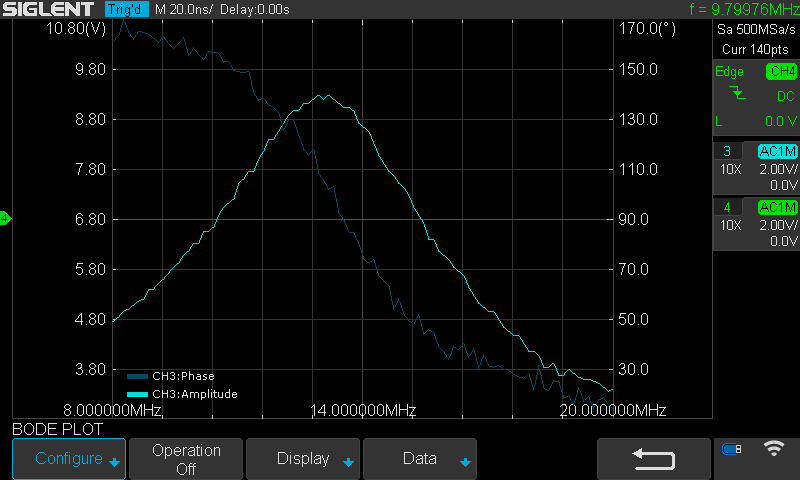 SIGLENT Trig'd M 20.0ns/ Delay:0.00s f = 9.79976MHz
10.80(V) 170.0(°) Sa 500MSa/s
Curr 140pts
9.80 150.0 Edge CH4
DC
8.80 130.0 L 0.0 V
3 AC1M
7.80 110.0 10X 2.00V/
0.0V
4 6.80 90.0 4 AC1M
10X 2.00V/
0.0V
5.80 70.0
4.80 50.0
3.80 30.0
CH3:Phase
CH3:Amplitude
8.000000MHz 14.000000MHz 20.000000MHz
BODE PLOT
Configure Operation Off Display Data